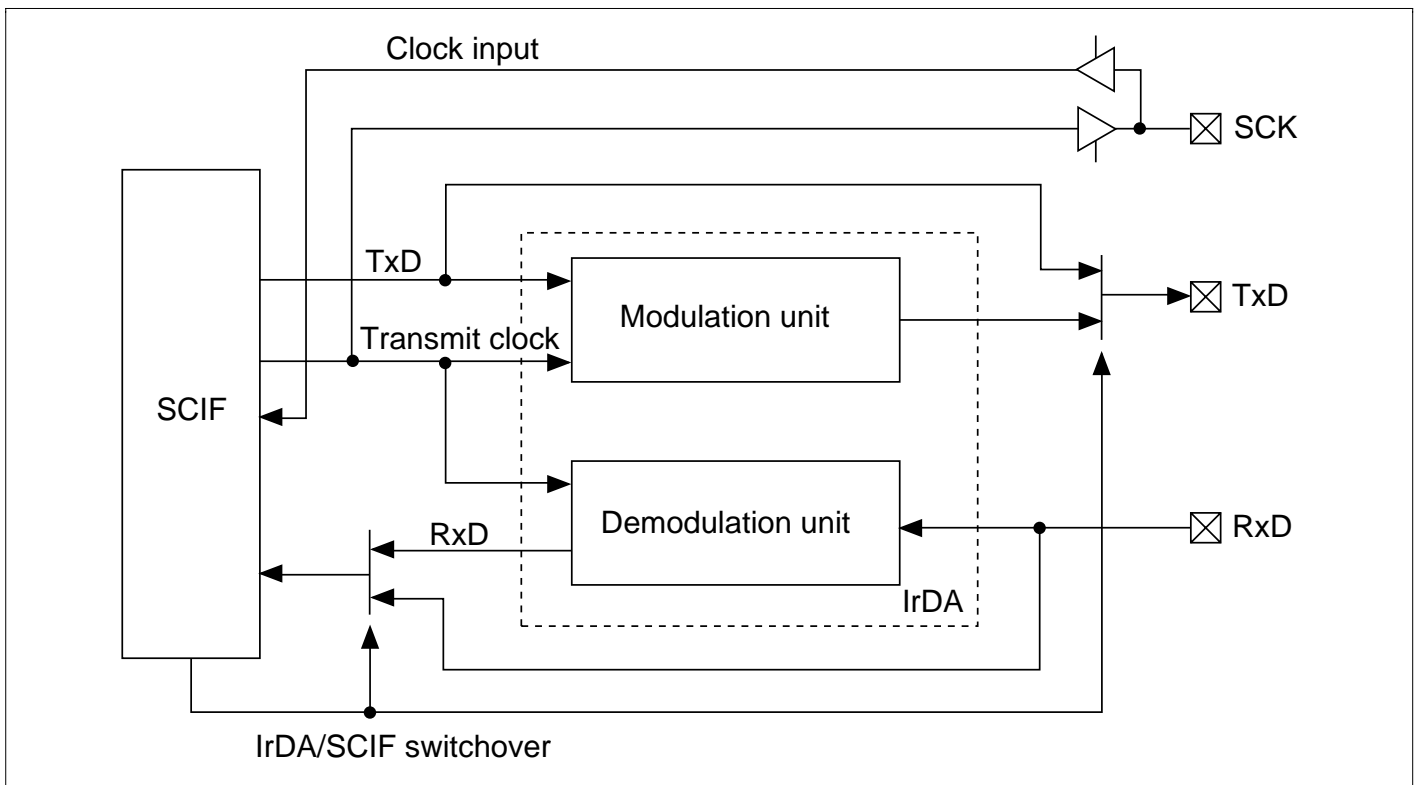 Clock input
SCK
TxD
TxD
Modulation unit
Transmit clock
SCIF
Demodulation unit
RxD
RxD
IrDA
IrDA/SCIF switchover